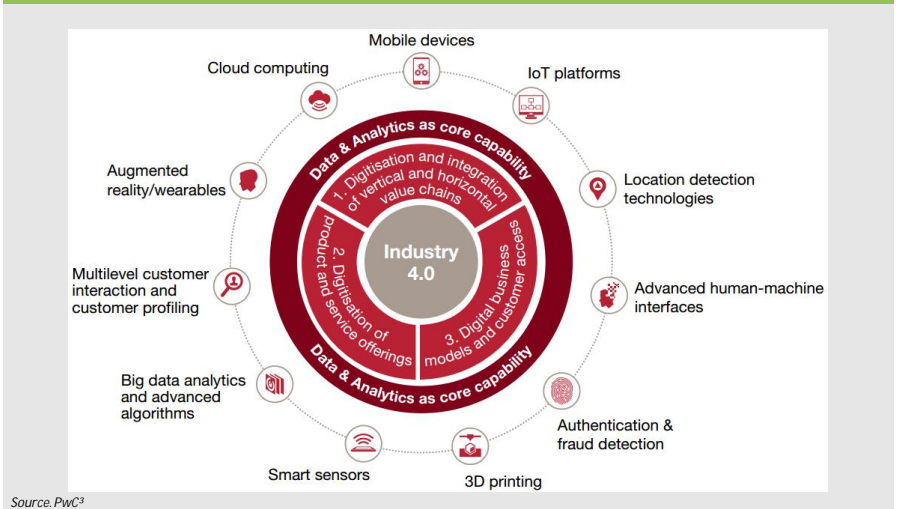 Mobile devices
Cloud computing
IoT platforms
Augmented
reality/wearables
Location detection
technologies
Multilevel customer
interaction and
customer profiling
Advanced human-machine
interfaces
Big data analytics
and advanced
algorithms
Authentication &
fraud detection
Smart sensors
3D printing
Data & Analytics as core capability
1. Digitisation and integration
of vertical and horizontal
value chains
2. Digitisation of
product and service offerings
3. Digital business
models and customer access
Industry
4.0
Data & Analytics as core capability
Source. PwC³